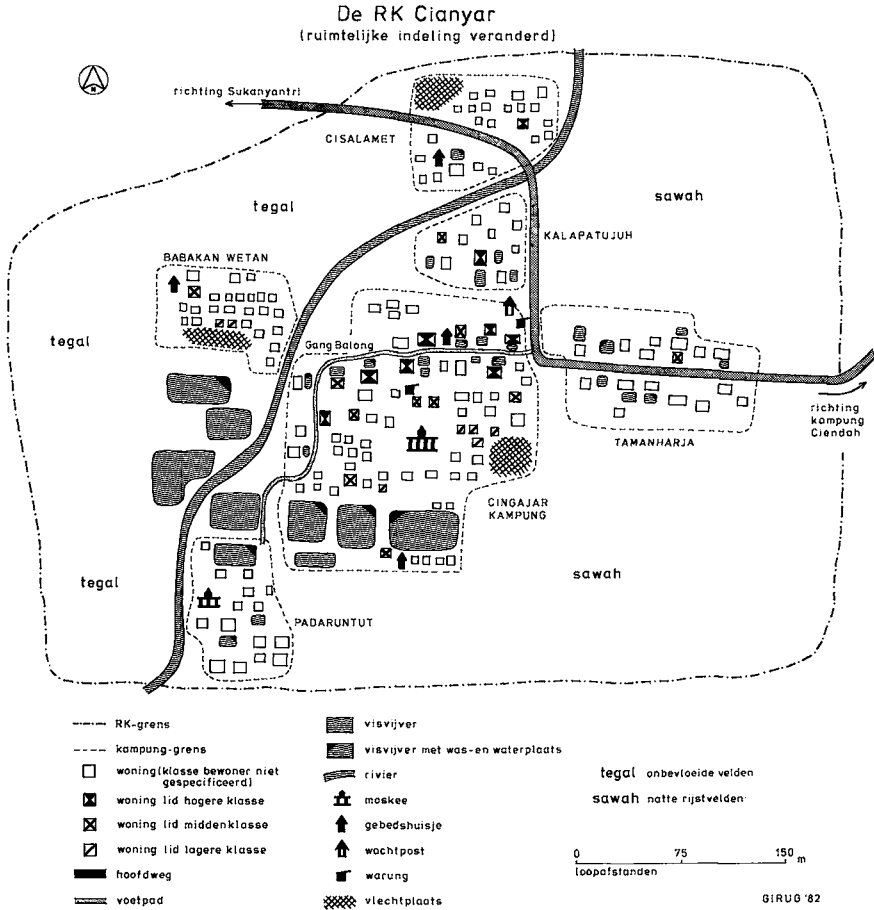 De RK Cianyar
(ruimtelijke indeling veranderd)
N
richting Sukanyantri
CISALAMET
tegal
sawah
KALAPATUJUH
BABAKAN WETAN
tegal
Gang Balong
richting
kampung
Ciendah
TAMANHARJA
CINGAJAR
KAMPUNG
tegal
sawah
PADARUNTUT
RK-grens
kampung-grens
woning (klasse bewoner niet
gespecificeerd)
woning lid hogere klasse
woning lid middenklasse
woning lid lagere klasse
hoofdweg
voetpad
visvijver
visvijver met was-en waterplaats
rivier
moskee
gebedshuisje
wachtpost
warung
vlechtplaats
tegal onbevloeide velden
sawah natte rijstvelden
0 75 150 m
loopafstanden
GIRUG '82